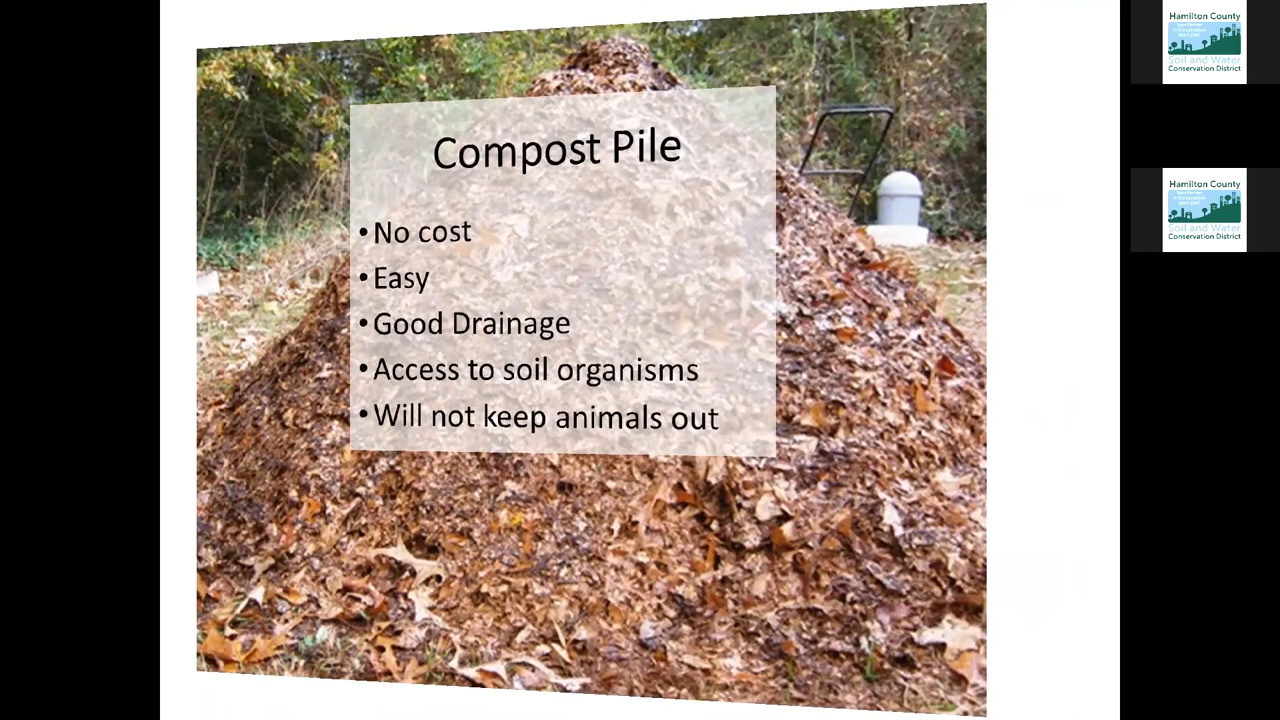 Compost Pile
• No cost
• Easy
• Good Drainage
• Access to soil organisms
• Will not keep animals out
Hamilton County
Soil and Water
Conservation District
Hamilton County
Soil and Water
Conservation District